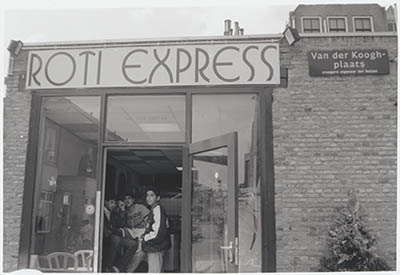 ROTI EXPRESS
Van der Koogh-
plaats